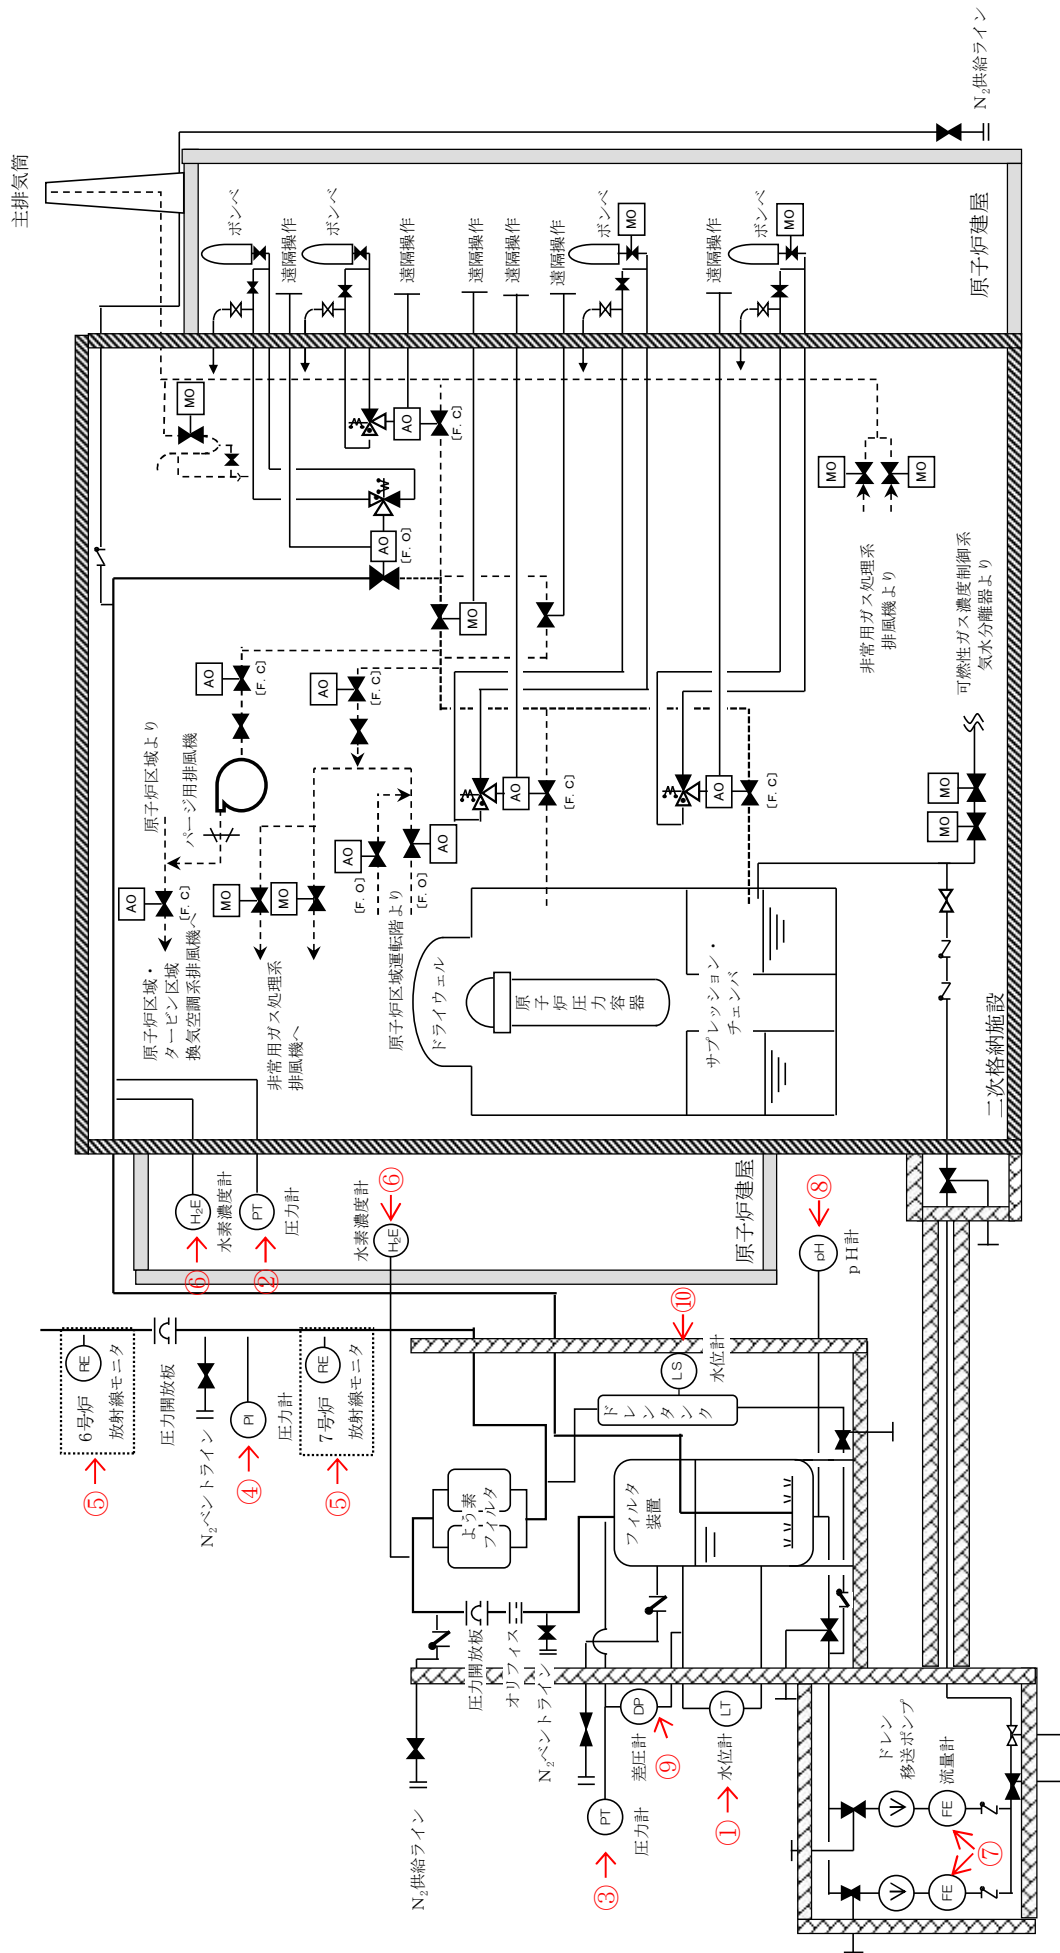 主排気筒
N₂供給ライン
ボンベ
遠隔操作
ボンベ
遠隔操作
遠隔操作
遠隔操作
遠隔操作
ボンベ
MO
遠隔操作
ボンベ
MO
原子炉建屋
MO
AO
[F. C]
AO
[F. O]
MO
MO
MO
非常用ガス処理系
排風機より
可燃性ガス濃度制御系
気水分離器より
AO
[F. C]
AO
[F. C]
原子炉区域より
パージ用排風機
AO
[F. C]
MO
MO
AO
[F. O]
AO
[F. O]
AO
[F. C]
AO
[F. C]
MO
MO
原子炉区域・
タービン区域
換気空調系排風機へ
非常用ガス処理系
排風機へ
原子炉区域運転階より
ドライウェル
原子炉圧力容器
サプレッション・
チェンバ
二次格納施設
H₂E
水素濃度計
⑥
PT
圧力計
②
水素濃度計
⑥
H₂E
原子炉建屋
⑧
pH
pH計
RE
6号炉
放射線モニタ
⑤
圧力開放板
N₂ベントライン
PI
圧力計
④
RE
7号炉
放射線モニタ
⑤
⑩
LS
水位計
ドレンタンク
よう素
フィルタ
フィルタ
装置
圧力開放板
オリフィス
N₂ベントライン
N₂供給ライン
PT
圧力計
③
DP
差圧計
⑨
LT
水位計
①
ドレン
移送ポンプ
流量計
FE
FE
⑦